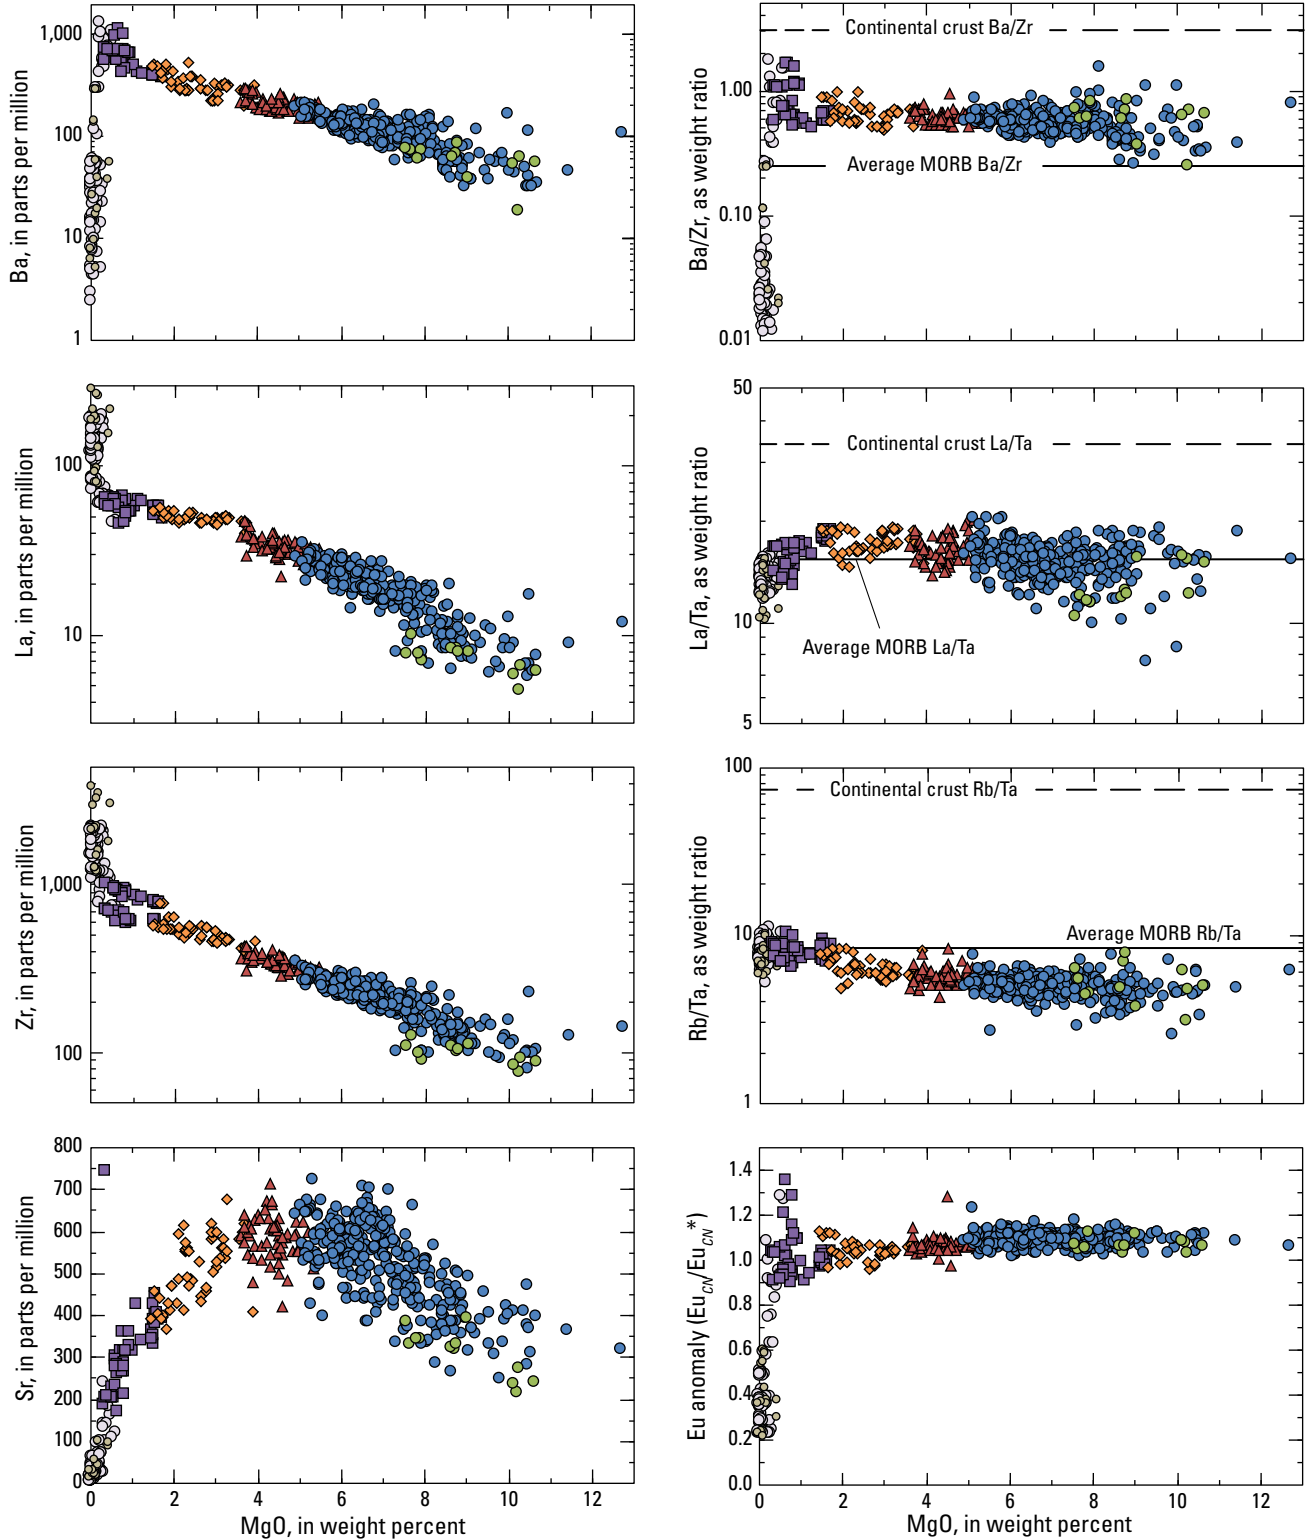 1,000
100
10
1
Ba, in parts per million
1.00
0.10
0.01
Ba/Zr, as weight ratio
Continental crust Ba/Zr
Average MORB Ba/Zr
100
10
La, in parts per million
50
10
5
La/Ta, as weight ratio
Continental crust La/Ta
Average MORB La/Ta
1,000
100
Zr, in parts per million
100
10
1
Rb/Ta, as weight ratio
Continental crust Rb/Ta
Average MORB Rb/Ta
800
700
600
500
400
300
200
100
0
Sr, in parts per million
0 2 4 6 8 10 12
MgO, in weight percent
1.4
1.2
1.0
0.8
0.6
0.4
0.2
0.0
Eu anomaly (Eu CN/Eu CN*)
0 2 4 6 8 10 12
MgO, in weight percent